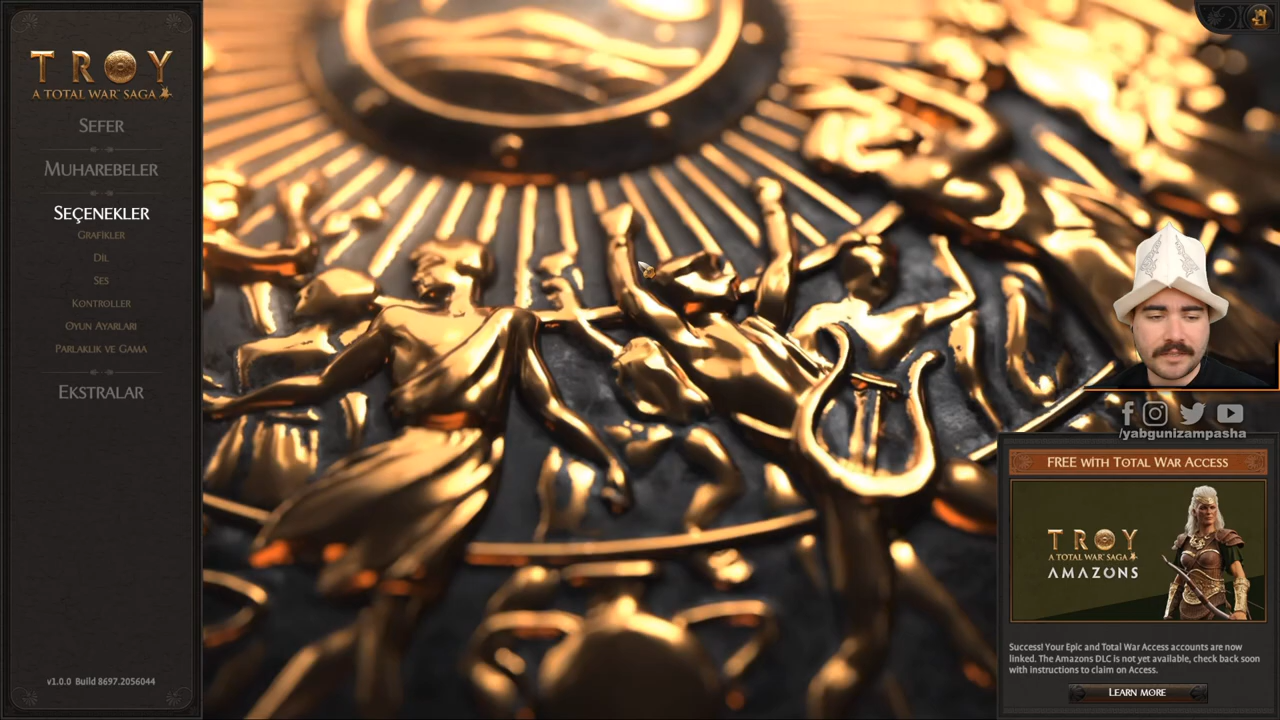 TROY
A TOTAL WAR SAGA
SEFER
MUHAREBELER
SEÇENEKLER
GRAFİKLER
DİL
SES
KONTROLLER
OYUN AYARLARI
PARLAKLIK VE GAMA
EKSTRALAR
v1.0.0 Build 8697.2056044
/yabgunizampasha
FREE WİTH TOTAL WAR ACCESS
TROY
A TOTAL WAR SAGA
AMAZONS
Success! Your Epic and Total War Access accounts are now
linked. The Amazons DLC is not yet available, check back soon
with instructions to claim on Access.
LEARN MORE